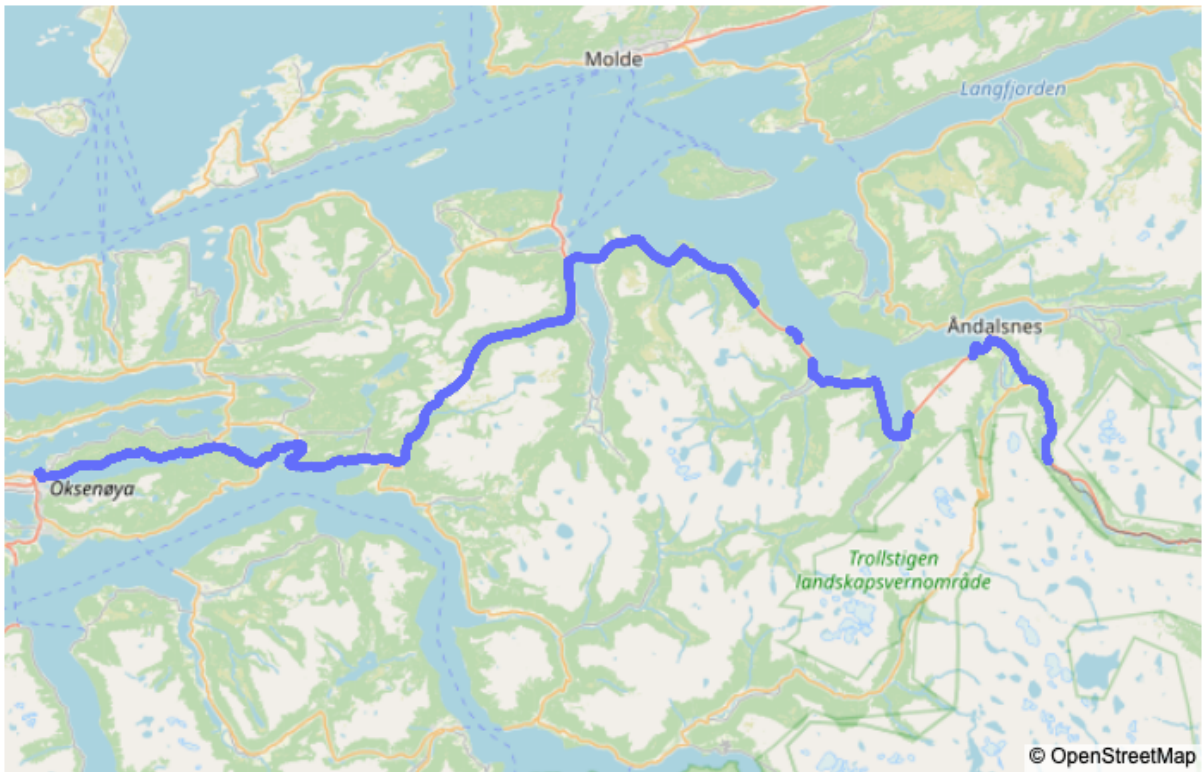 Molde
Langfjorden
Åndalsnes
Oksenøya
Trollstigen
landskapsvernområde
© OpenStreetMap